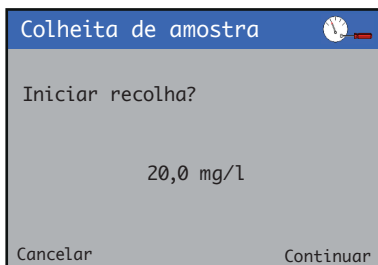 Colheita de amostra
Iniciar recolha?
20,0 mg/l
Cancelar
Continuar